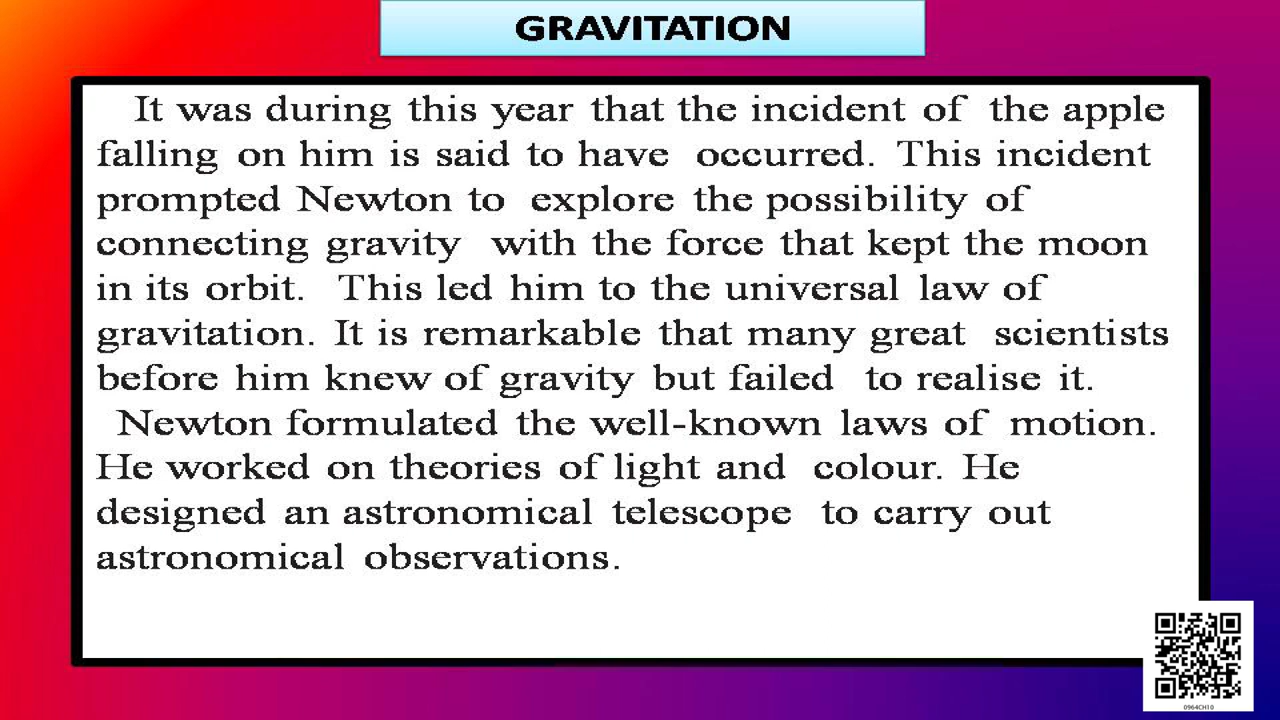 GRAVITATION
It was during this year that the incident of the apple
falling on him is said to have occurred. This incident
prompted Newton to explore the possibility of
connecting gravity with the force that kept the moon
in its orbit. This led him to the universal law of
gravitation. It is remarkable that many great scientists
before him knew of gravity but failed to realise it.
Newton formulated the well-known laws of motion.
He worked on theories of light and colour. He
designed an astronomical telescope to carry out
astronomical observations.
0964CH10